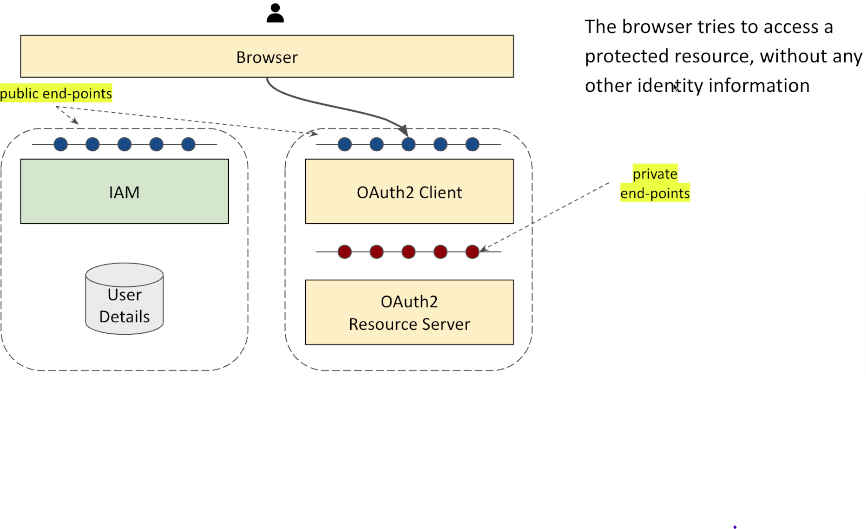 The browser tries to access a
protected resource, without any
other identity information
Browser
public end-points
IAM
OAuth2 Client
private
end-points
User
Details
OAuth2
Resource Server